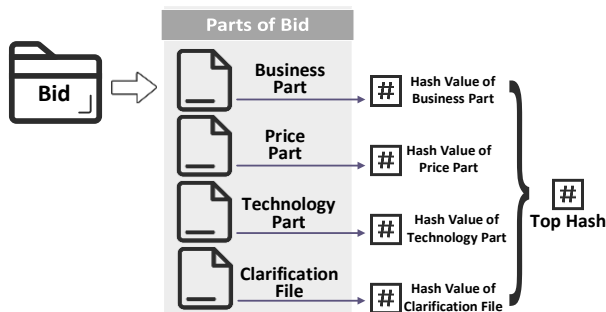 Parts of Bid
Bid
Business
Part
#
Hash Value of
Business Part
Price
Part
#
Hash Value of
Price Part
#
Top Hash
Technology
Part
#
Hash Value of
Technology Part
Clarification
File
#
Hash Value of
Clarification File